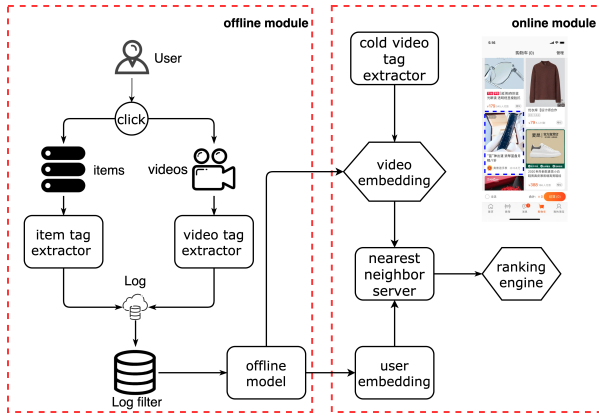 offline module
online module
User
click
items
videos
item tag
extractor
video tag
extractor
Log
Log filter
offline
model
cold video
tag
extractor
video
embedding
nearest
neighbor
server
ranking
engine
user
embedding